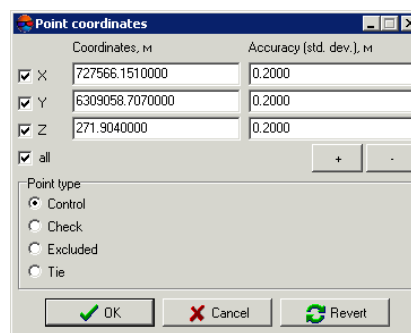 Point coordinates
Coordinates, м Accuracy (std. dev.), м
X 727566.1510000 0.2000
Y 6309058.7070000 0.2000
Z 271.9040000 0.2000
all + -
Point type
Control
Check
Excluded
Tie
OK Cancel Revert